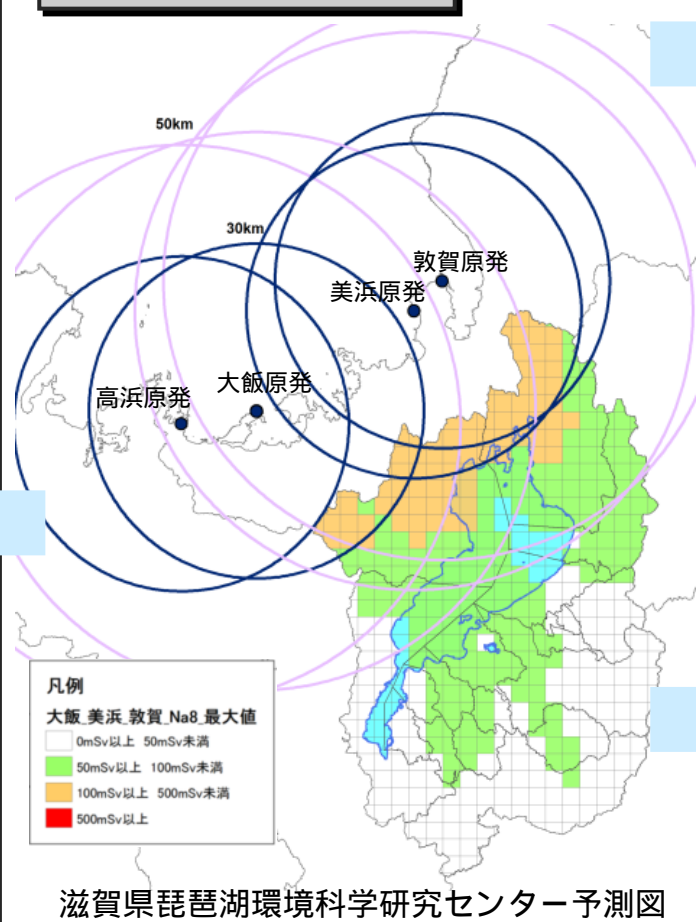 50km
30km
敦賀原発
美浜原発
大飯原発
高浜原発
凡例
大飯_美浜_敦賀_Na8_最大値
0mSv以上 50mSv未満
50mSv以上 100mSv未満
100mSv以上 500mSv未満
500mSv以上
滋賀県琵琶湖環境科学研究センター予測図